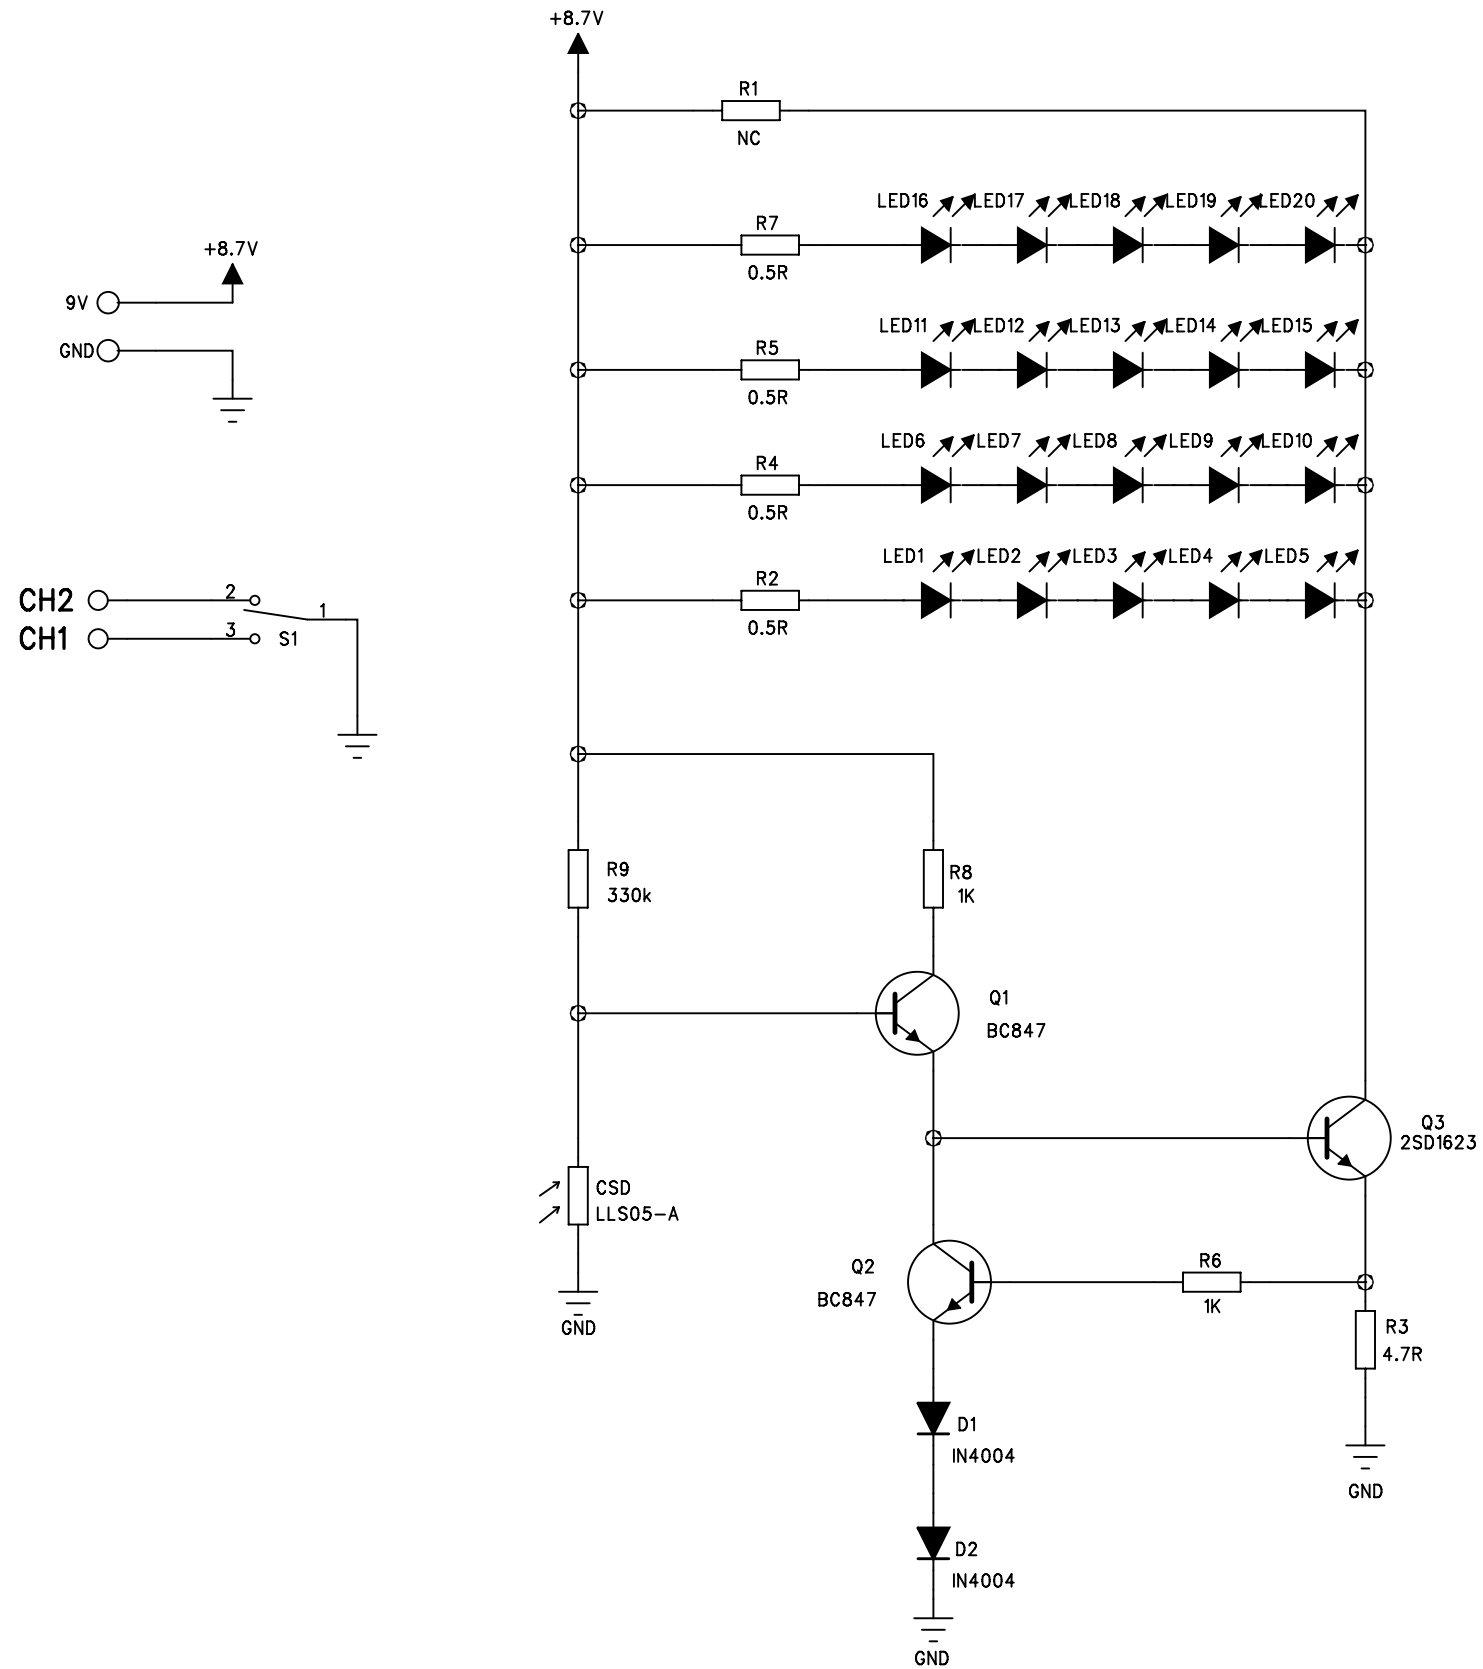 +8.7V
R1
NC
LED16 LED17 LED18 LED19 LED20
R7
0.5R
+8.7V
9V
GND
LED11 LED12 LED13 LED14 LED15
R5
0.5R
LED6 LED7 LED8 LED9 LED10
R4
0.5R
LED1 LED2 LED3 LED4 LED5
R2
0.5R
CH2 2
1
CH1 3
S1
R9
330k
R8
1K
Q1
BC847
Q3
2SD1623
CSD
LLS05-A
GND
Q2
BC847
R6
1K
R3
4.7R
GND
D1
IN4004
D2
IN4004
GND